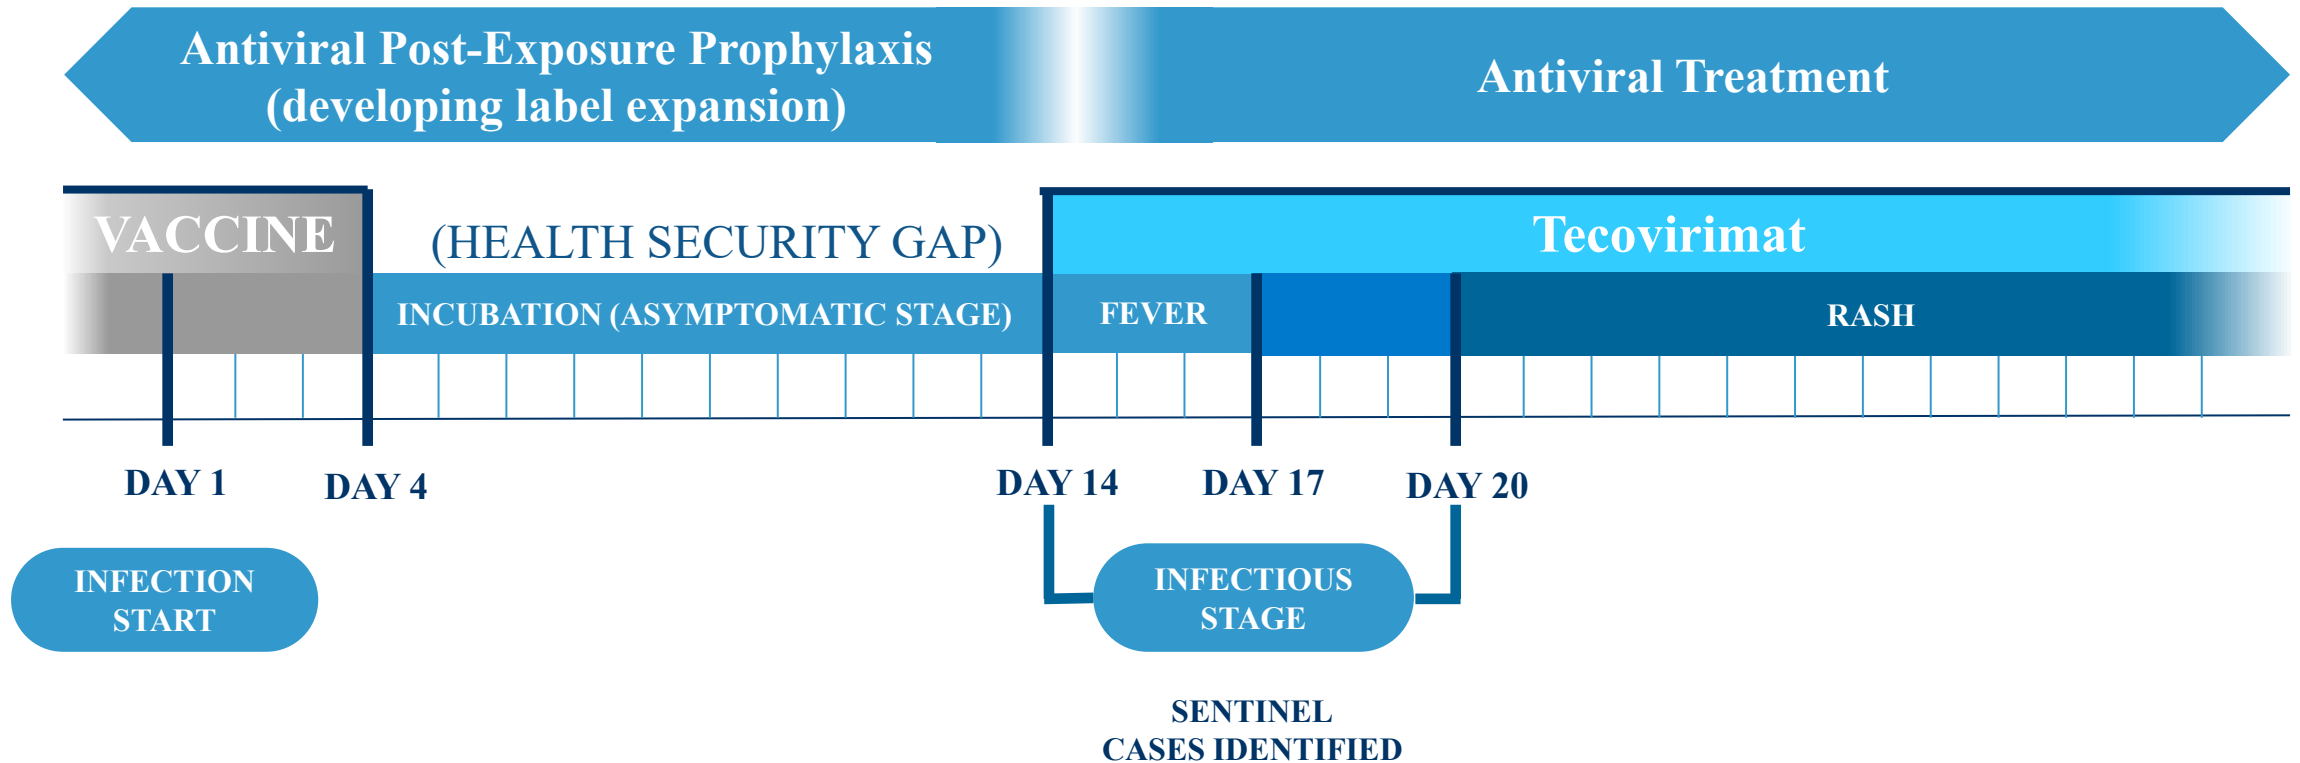 Antiviral Post-Exposure Prophylaxis
(developing label expansion)
Antiviral Treatment
VACCINE
(HEALTH SECURITY GAP)
Tecovirimat
INCUBATION (ASYMPTOMATIC STAGE)
FEVER
RASH
DAY 1
DAY 4
DAY 14
DAY 17
DAY 20
INFECTION
START
INFECTIOUS
STAGE
SENTINEL
CASES IDENTIFIED